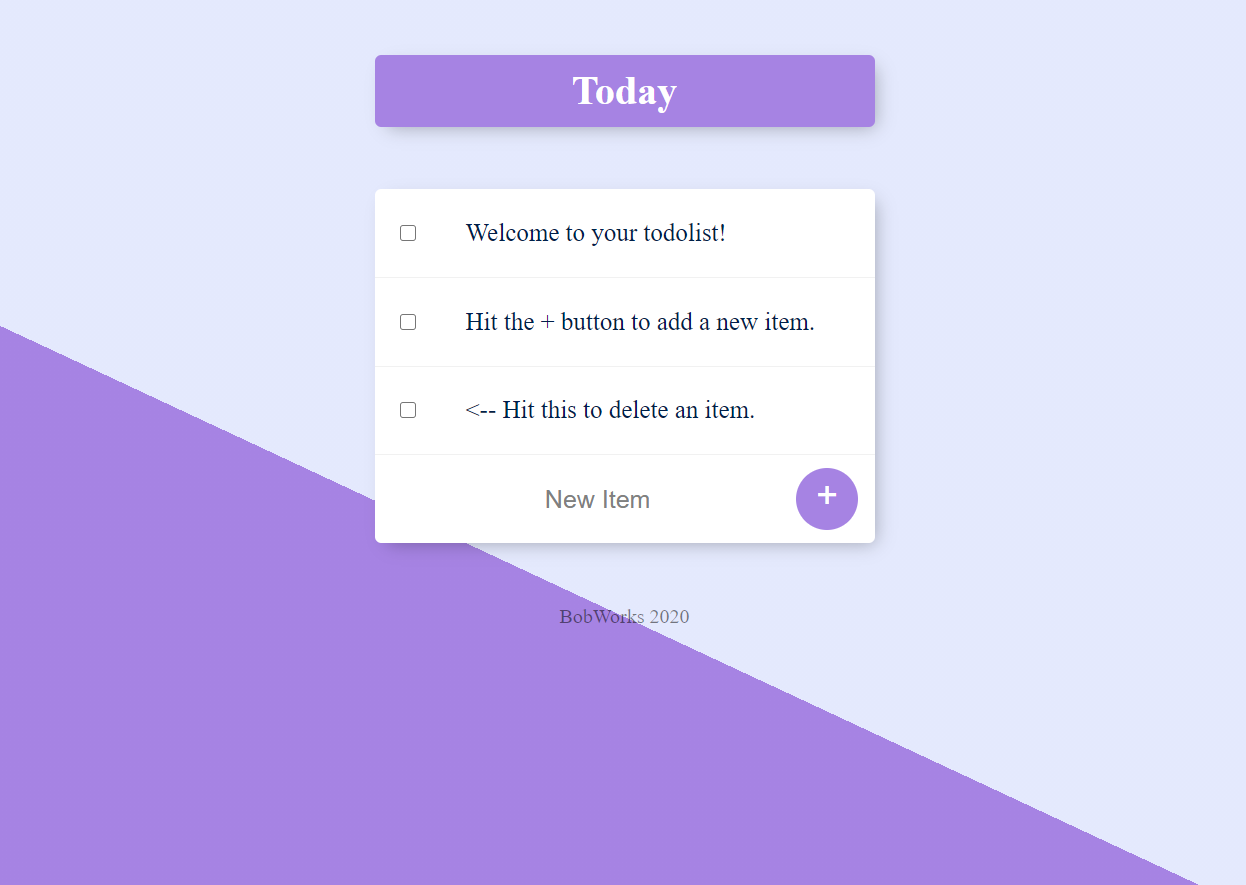 Today
Welcome to your todolist!
Hit the + button to add a new item.
<-- Hit this to delete an item.
New Item +
BobWorks 2020